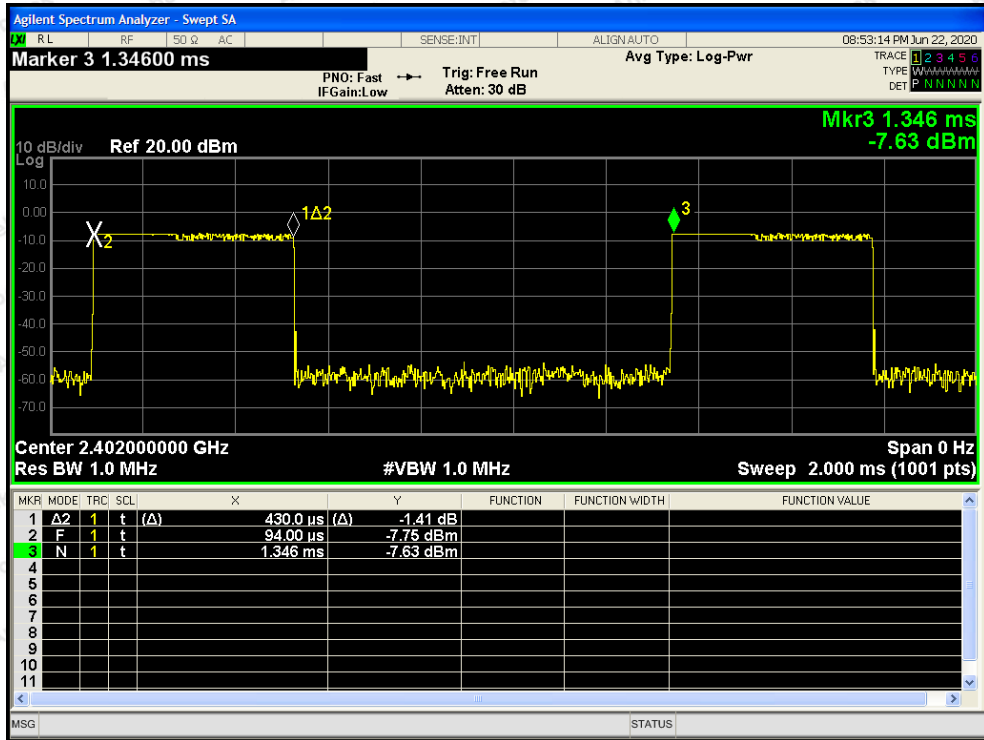 Agilent Spectrum Analyzer - Swept SA
LXI RL RF 50 Ω AC SENSE:INT ALIGNAUTO 08:53:14 PM Jun 22, 2020
Marker 3 1.34600 ms Avg Type: Log-Pwr TRACE 1 2 3 4 5 6
PNO: Fast Trig: Free Run TYPE WWWWWW
IFGain:Low Atten: 30 dB DET P N N N N N
Mkr3 1.346 ms
10 dB/div Ref 20.00 dBm -7.63 dBm
Log
10.0
0.00 1Δ2 3
-10.0 X2
-20.0
-30.0
-40.0
-50.0
-60.0
-70.0
Center 2.402000000 GHz Span 0 Hz
Res BW 1.0 MHz #VBW 1.0 MHz Sweep 2.000 ms (1001 pts)
MKR MODE TRC SCL X Y FUNCTION FUNCTION WIDTH FUNCTION VALUE
1 Δ2 1 t (Δ) 430.0 µs (Δ) -1.41 dB
2 F 1 t 94.00 µs -7.75 dBm
3 N 1 t 1.346 ms -7.63 dBm
4
5
6
7
8
9
10
11
MSG STATUS